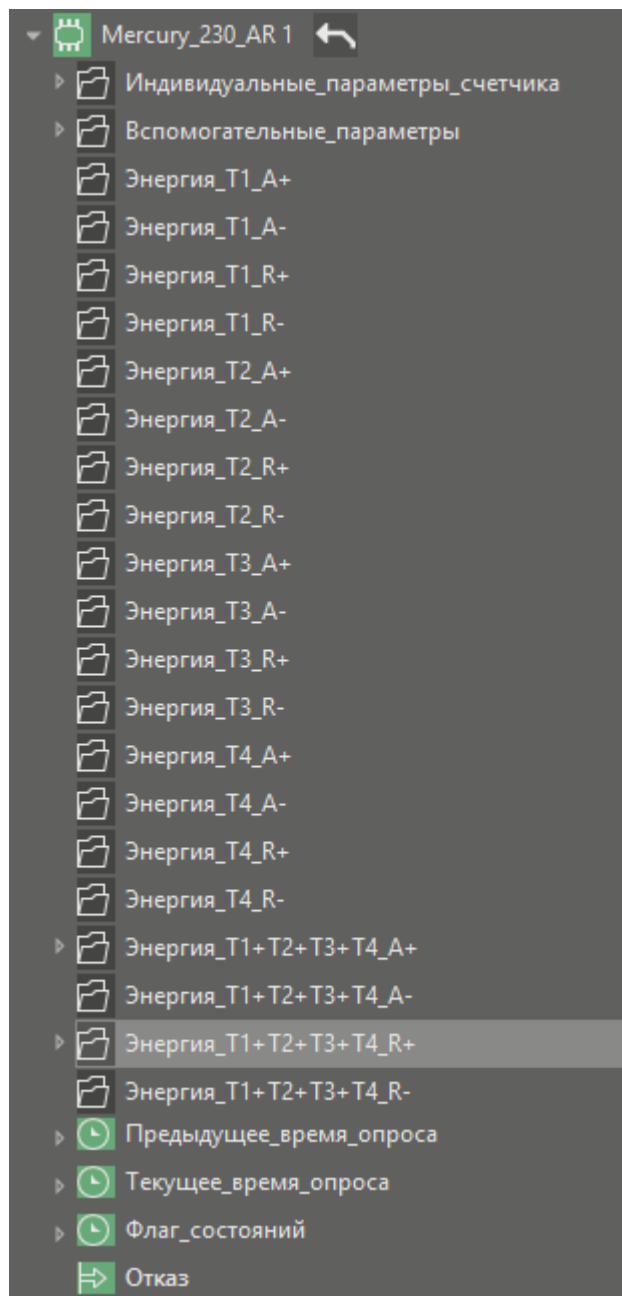 Mercury_230_AR 1
Индивидуальные_параметры_счетчика
Вспомогательные_параметры
Энергия_T1_A+
Энергия_T1_A-
Энергия_T1_R+
Энергия_T1_R-
Энергия_T2_A+
Энергия_T2_A-
Энергия_T2_R+
Энергия_T2_R-
Энергия_T3_A+
Энергия_T3_A-
Энергия_T3_R+
Энергия_T3_R-
Энергия_T4_A+
Энергия_T4_A-
Энергия_T4_R+
Энергия_T4_R-
Энергия_T1+T2+T3+T4_A+
Энергия_T1+T2+T3+T4_A-
Энергия_T1+T2+T3+T4_R+
Энергия_T1+T2+T3+T4_R-
Предыдущее_время_опроса
Текущее_время_опроса
Флаг_состояний
Отказ